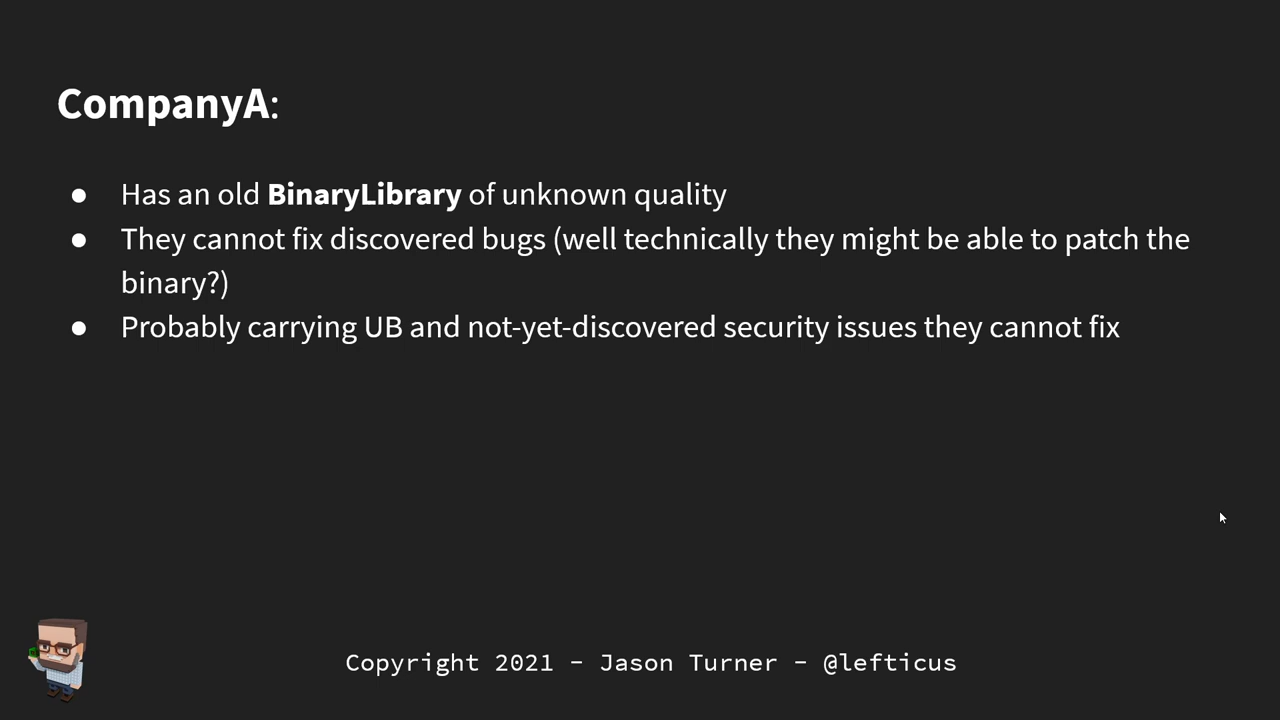 CompanyA:
● Has an old BinaryLibrary of unknown quality
● They cannot fix discovered bugs (well technically they might be able to patch the
binary?)
● Probably carrying UB and not-yet-discovered security issues they cannot fix
Copyright 2021 - Jason Turner - @lefticus